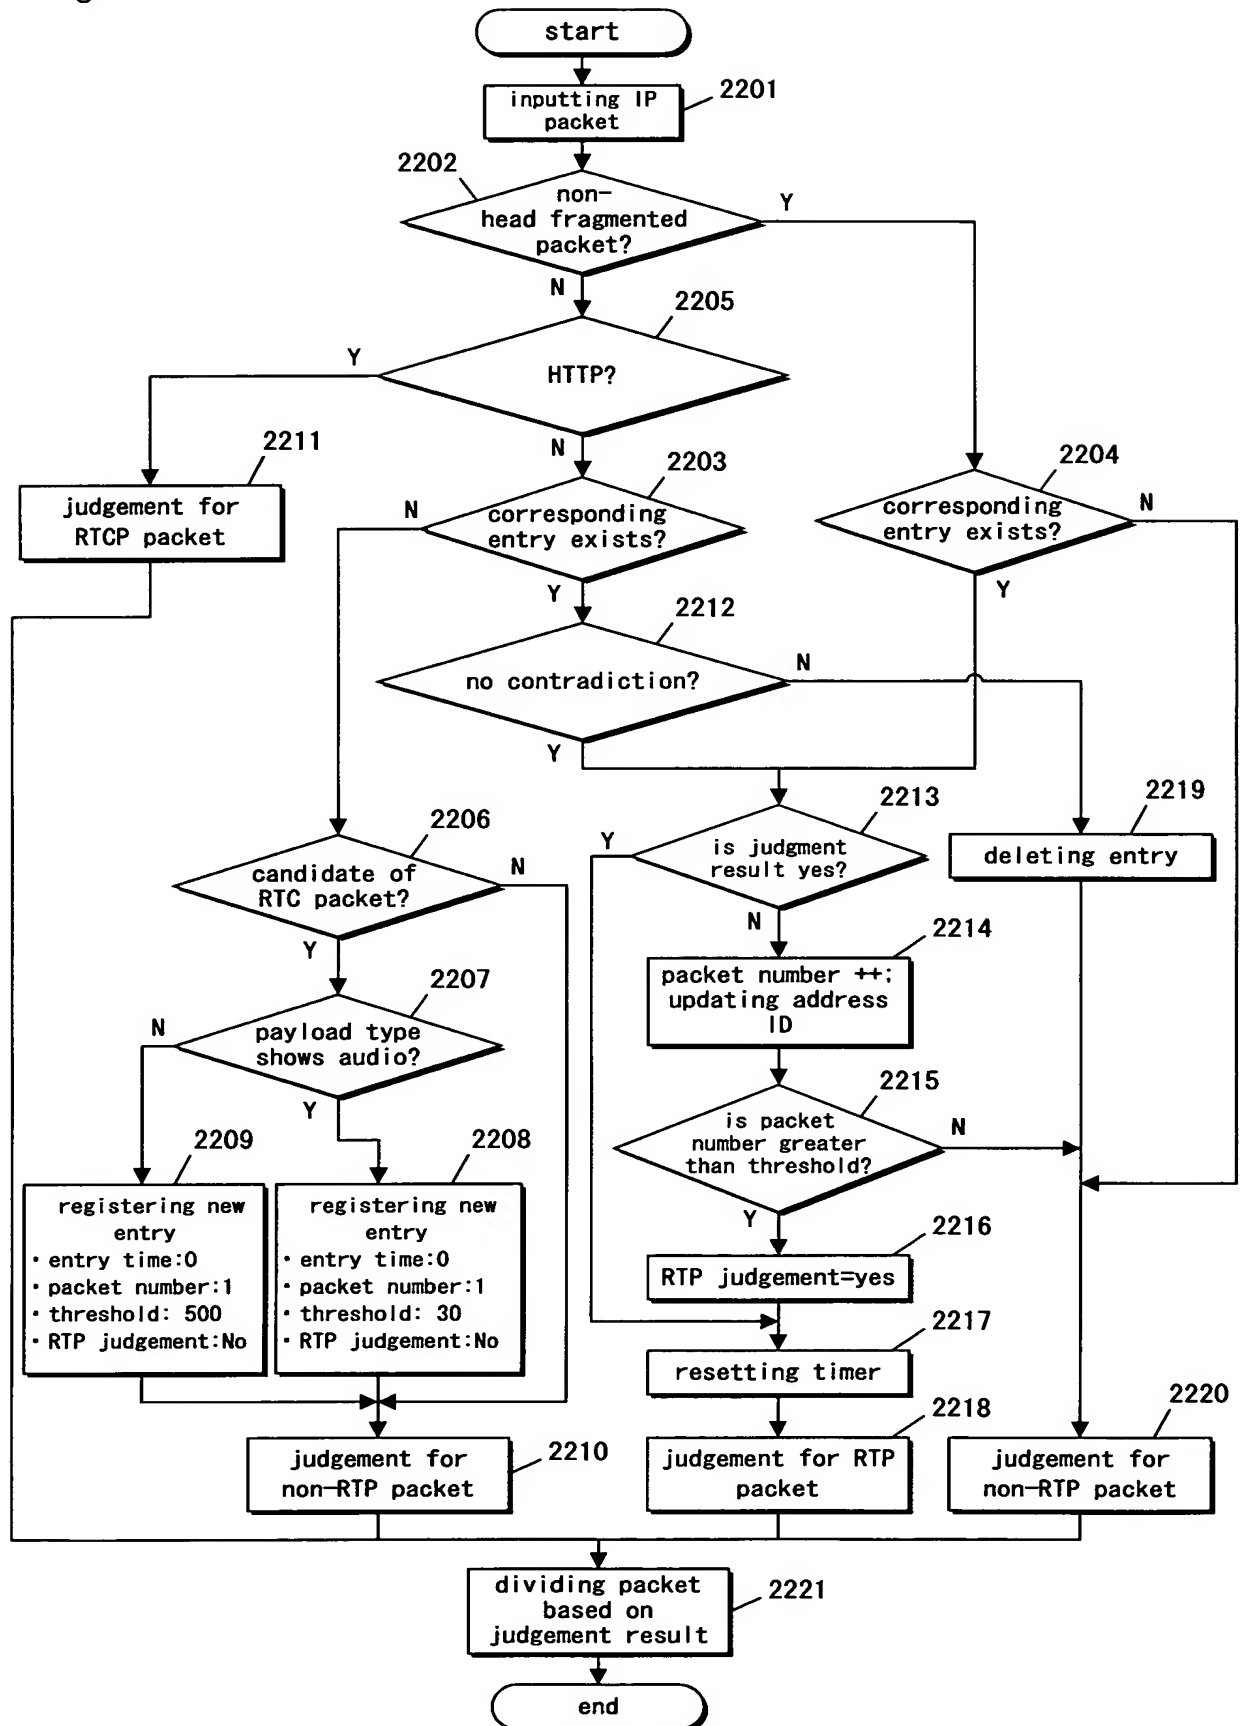 start
inputting IP
packet
2201
2202
non-
head fragmented
packet?
Y
N
2205
HTTP?
Y
N
2211
judgement for
RTCP packet
2203
corresponding
entry exists?
N
Y
2204
corresponding
entry exists?
N
Y
2212
no contradiction?
N
Y
2213
is judgment
result yes?
Y
N
2219
deleting entry
2206
candidate of
RTC packet?
N
Y
2214
packet number ++;
updating address
ID
2207
payload type
shows audio?
N
Y
2215
is packet
number greater
than threshold?
N
Y
2209
registering new
entry
・entry time:0
・packet number:1
・threshold: 500
・RTP judgement:No
2208
registering new
entry
・entry time:0
・packet number:1
・threshold: 30
・RTP judgement:No
2216
RTP judgement=yes
2217
resetting timer
2210
judgement for
non-RTP packet
2218
judgement for RTP
packet
2220
judgement for
non-RTP packet
dividing packet
based on
judgement result
2221
end